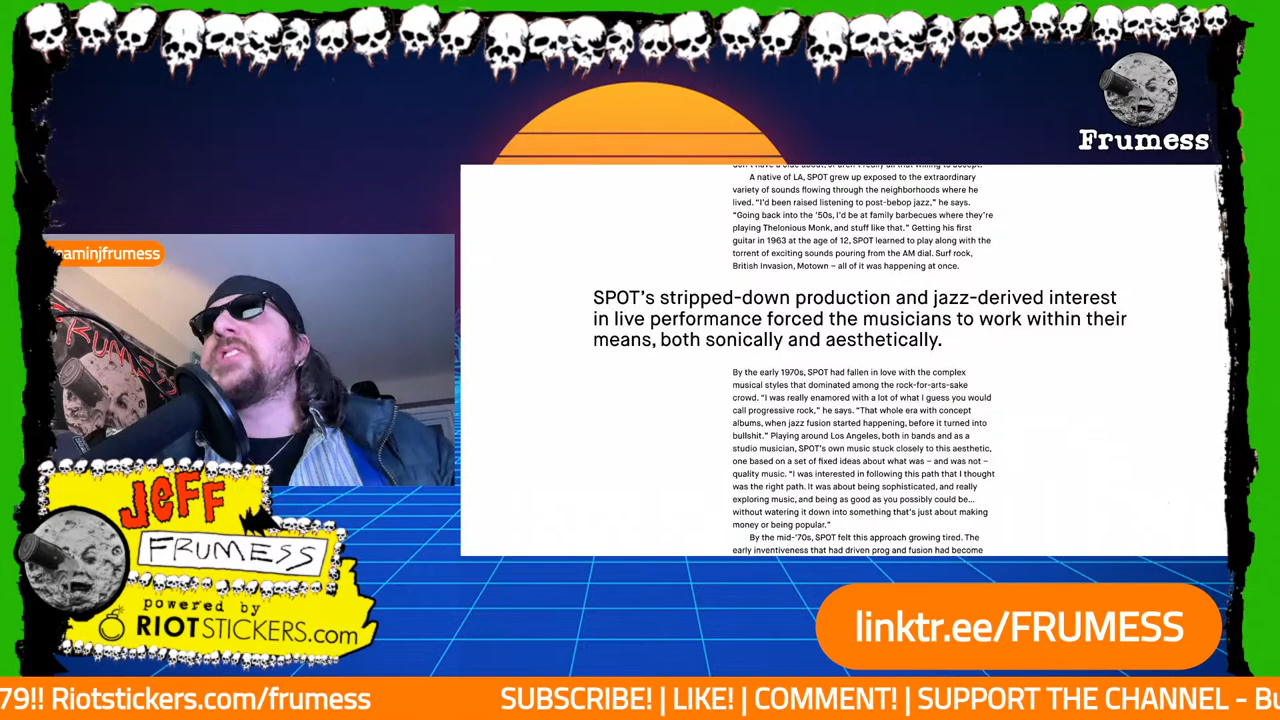 Frumess
aminjfrumess
A native of LA, SPOT grew up exposed to the extraordinary
variety of sounds flowing through the neighborhoods where he
lived. “I’d been raised listening to post-bebop jazz,” he says.
“Going back into the ’50s, I’d be at family barbecues where they’re
playing Thelonious Monk, and stuff like that.” Getting his first
guitar in 1963 at the age of 12, SPOT learned to play along with the
torrent of exciting sounds pouring from the AM dial. Surf rock,
British Invasion, Motown – all of it was happening at once.
SPOT’s stripped-down production and jazz-derived interest
in live performance forced the musicians to work within their
means, both sonically and aesthetically.
By the early 1970s, SPOT had fallen in love with the complex
musical styles that dominated among the rock-for-arts-sake
crowd. “I was really enamored with a lot of what I guess you would
call progressive rock,” he says. “That whole era with concept
albums, when jazz fusion started happening, before it turned into
bullshit.” Playing around Los Angeles, both in bands and as a
studio musician, SPOT’s own music stuck closely to this aesthetic,
one based on a set of fixed ideas about what was – and was not –
quality music. “I was interested in following this path that I thought
was the right path. It was about being sophisticated, and really
exploring music, and being as good as you possibly could be...
without watering it down into something that’s just about making
money or being popular.”
By the mid-’70s, SPOT felt this approach growing tired. The
early inventiveness that had driven prog and fusion had become
FRUMESS
JEFF
FRUMESS
powered by
RIOTSTICKERS.com
linktr.ee/FRUMESS
79!! Riotstickers.com/frumess SUBSCRIBE! | LIKE! | COMMENT! | SUPPORT THE CHANNEL - Bu